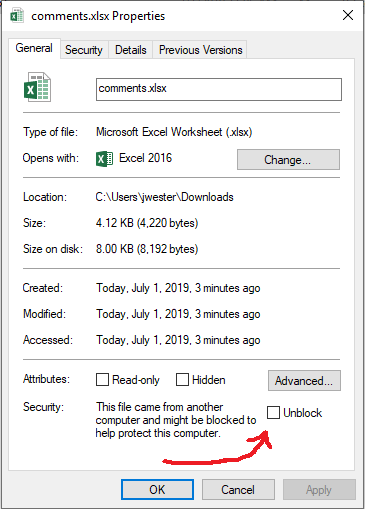 comments.xlsx Properties
General Security Details Previous Versions
comments.xlsx
Type of file: Microsoft Excel Worksheet (.xlsx)
Opens with: Excel 2016 Change...
Location: C:\Users\jwester\Downloads
Size: 4.12 KB (4,220 bytes)
Size on disk: 8.00 KB (8,192 bytes)
Created: Today, July 1, 2019, 3 minutes ago
Modified: Today, July 1, 2019, 3 minutes ago
Accessed: Today, July 1, 2019, 3 minutes ago
Attributes: Read-only Hidden Advanced...
Security: This file came from another
computer and might be blocked to
help protect this computer.
Unblock
OK Cancel Apply